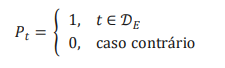 P_t = { 1, t ∈ 𝒟_E
0, caso contrário